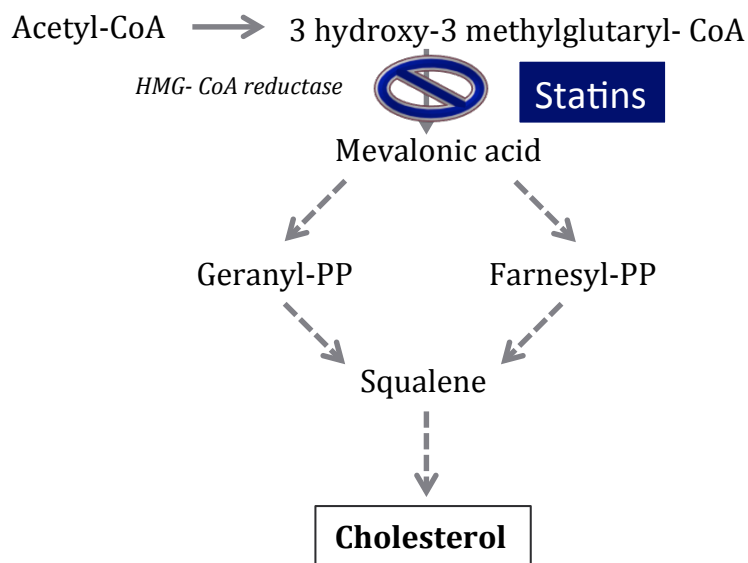 Acetyl-CoA
3 hydroxy-3 methylglutaryl- CoA
HMG- CoA reductase
Statins
Mevalonic acid
Geranyl-PP
Farnesyl-PP
Squalene
Cholesterol